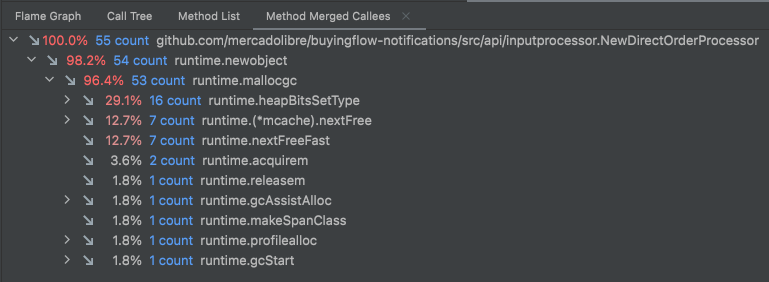 Flame Graph Call Tree Method List Method Merged Callees
100.0% 55 count github.com/mercadolibre/buyingflow-notifications/src/api/inputprocessor.NewDirectOrderProcessor
98.2% 54 count runtime.newobject
96.4% 53 count runtime.mallocgc
29.1% 16 count runtime.heapBitsSetType
12.7% 7 count runtime.(*mcache).nextFree
12.7% 7 count runtime.nextFreeFast
3.6% 2 count runtime.acquirem
1.8% 1 count runtime.releasem
1.8% 1 count runtime.gcAssistAlloc
1.8% 1 count runtime.makeSpanClass
1.8% 1 count runtime.profilealloc
1.8% 1 count runtime.gcStart